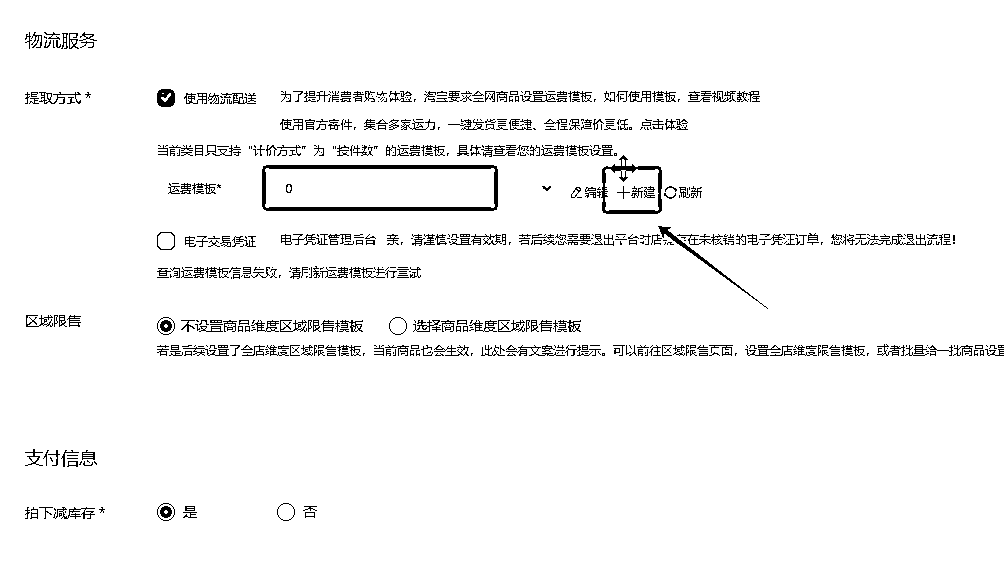 物流服务
提取方式 * 使用物流配送 为了提升消费者购物体验，淘宝要求全网商品设置运费模板，如何使用模板，查看视频教程
使用官方寄件，集合多家运力，一键发货更便捷、全程保障价更低。点击体验
当前类目只支持“计价方式”为“按件数”的运费模板，具体请查看您的运费模板设置。
运费模板* 0 编辑 新建 刷新
电子交易凭证 电子凭证管理后台 亲，请谨慎设置有效期，若后续您需要退出平台时店 在未核销的电子凭证订单，您将无法完成退出流程！
查询运费模板信息失败，请刷新运费模板进行重试
区域限售 不设置商品维度区域限售模板 选择商品维度区域限售模板
若是后续设置了全店维度区域限售模板，当前商品也会生效，此处会有文案进行提示。可以前往区域限售页面，设置全店维度限售模板，或者批量给一批商品设置
支付信息
拍下减库存 * 是 否